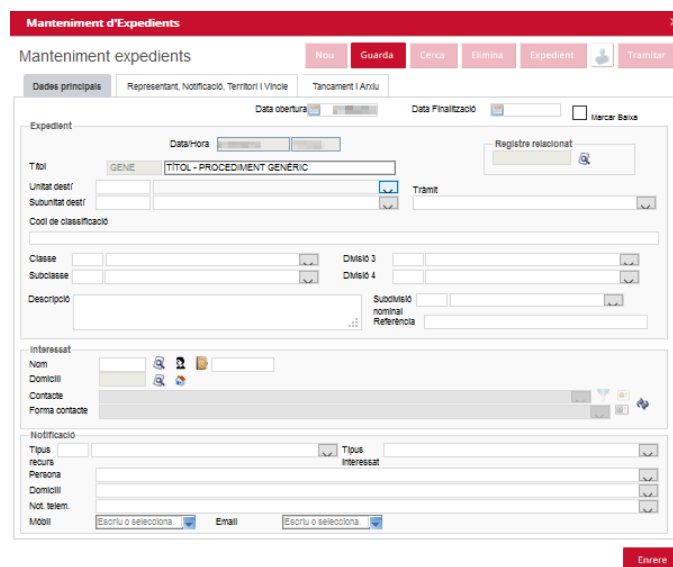 Manteniment d'Expedients
Manteniment expedients
Nou Guarda Cerca Elimina Expedient Tramitar
Dades principals Representant, Notificació, Territori i Vincle Tancament i Arxiu
Data obertura Data Finalització Marcar Baixa
Expedient
Data/Hora Registre relacionat
Títol GENE TÍTOL - PROCEDIMENT GENÈRIC
Unitat destí Tràmit
Subunitat destí
Codi de classificació
Classe Divisió 3
Subclasse Divisió 4
Descripció Subdivisió nominal
Referència
Interessat
Nom
Domicili
Contacte
Forma contacte
Notificació
Tipus recurs Tipus Interessat
Persona
Domicili
Not. telem.
Mòbil Escriu o selecciona. Email Escriu o selecciona.
Enrere